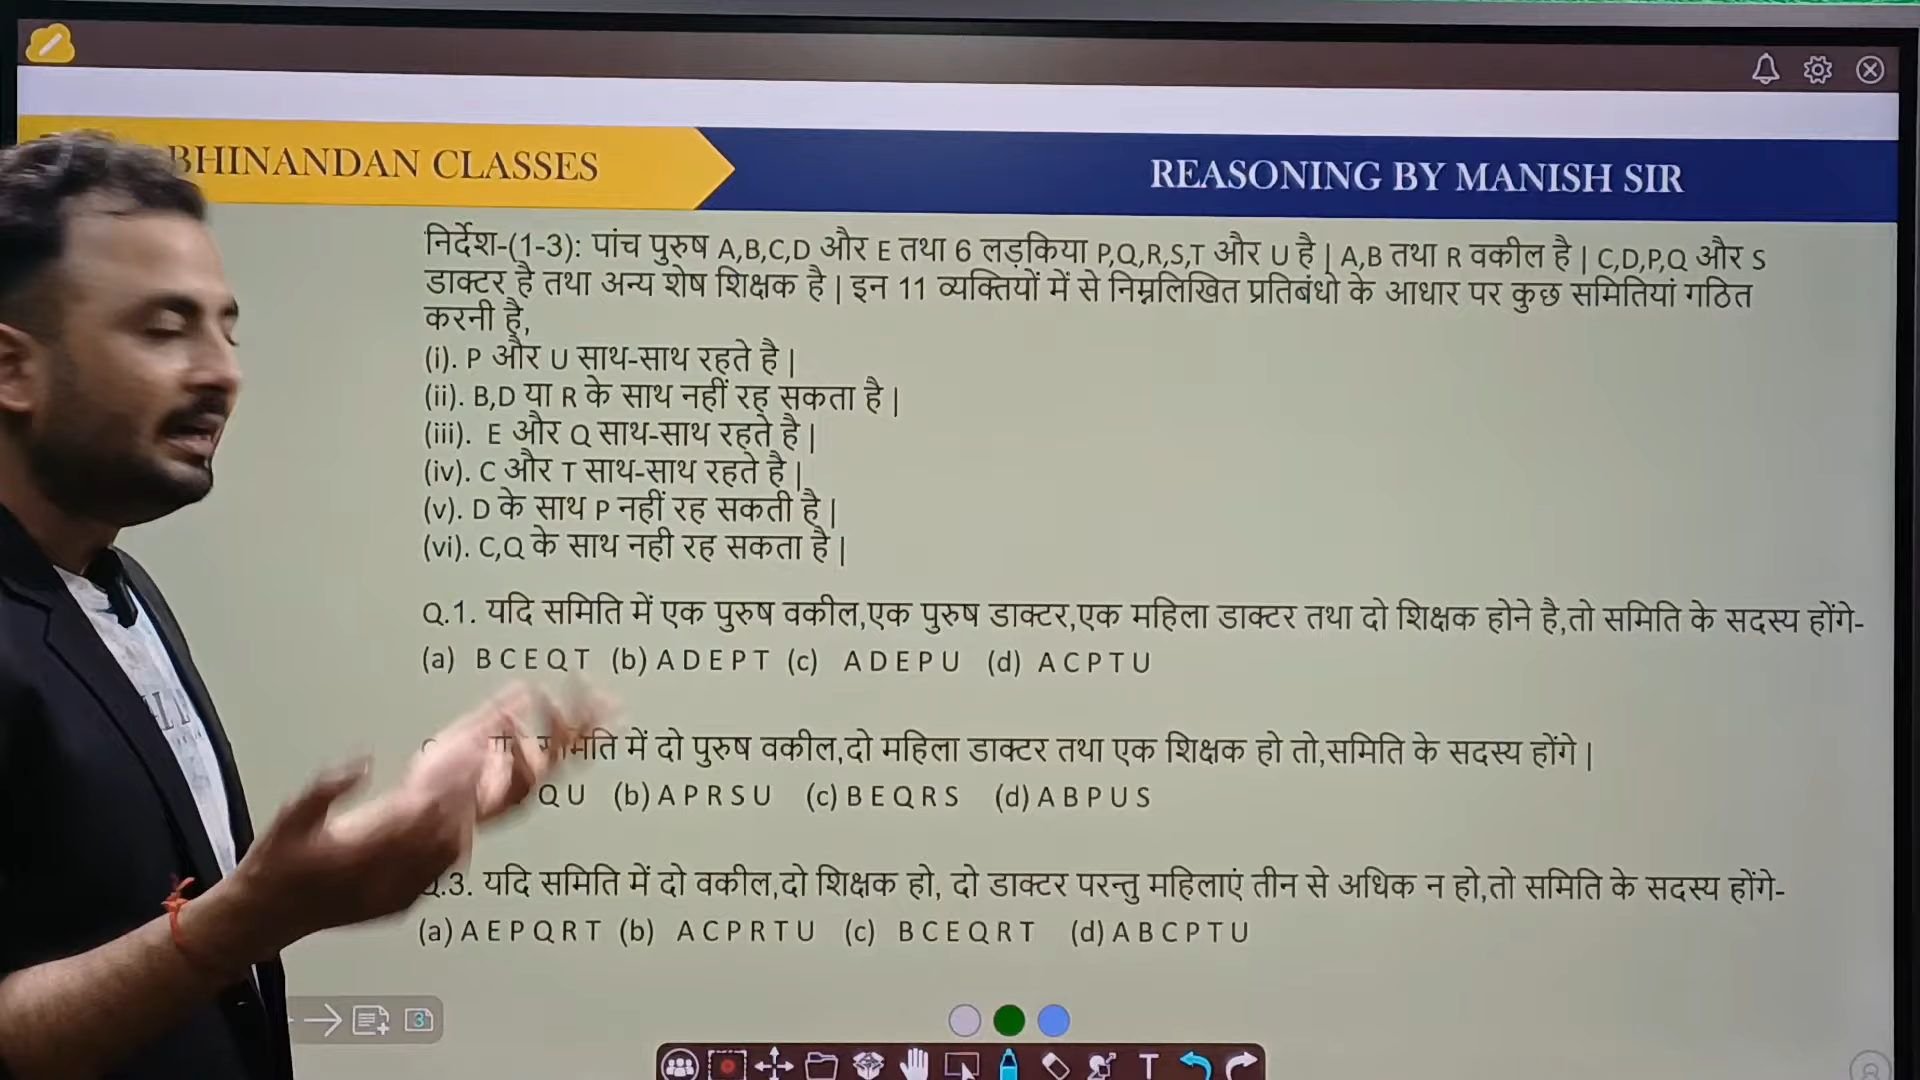 BHINANDAN CLASSES
REASONING BY MANISH SIR
निर्देश-(1-3): पांच पुरुष A,B,C,D और E तथा 6 लड़किया P,Q,R,S,T और U है | A,B तथा R वकील है | C,D,P,Q और S
डाक्टर है तथा अन्य शेष शिक्षक है | इन 11 व्यक्तियों में से निम्नलिखित प्रतिबंधो के आधार पर कुछ समितियां गठित
करनी है,
(i). P और U साथ-साथ रहते है |
(ii). B,D या R के साथ नहीं रह सकता है |
(iii). E और Q साथ-साथ रहते है |
(iv). C और T साथ-साथ रहते है |
(v). D के साथ P नहीं रह सकती है |
(vi). C,Q के साथ नही रह सकता है |
Q.1. यदि समिति में एक पुरुष वकील,एक पुरुष डाक्टर,एक महिला डाक्टर तथा दो शिक्षक होने है,तो समिति के सदस्य होंगे-
(a) B C E Q T (b) A D E P T (c) A D E P U (d) A C P T U
में दो पुरुष वकील,दो महिला डाक्टर तथा एक शिक्षक हो तो,समिति के सदस्य होंगे |
Q U (b) A P R S U (c) B E Q R S (d) A B P U S
.3. यदि समिति में दो वकील,दो शिक्षक हो, दो डाक्टर परन्तु महिलाएं तीन से अधिक न हो,तो समिति के सदस्य होंगे-
(a) A E P Q R T (b) A C P R T U (c) B C E Q R T (d) A B C P T U
3
T